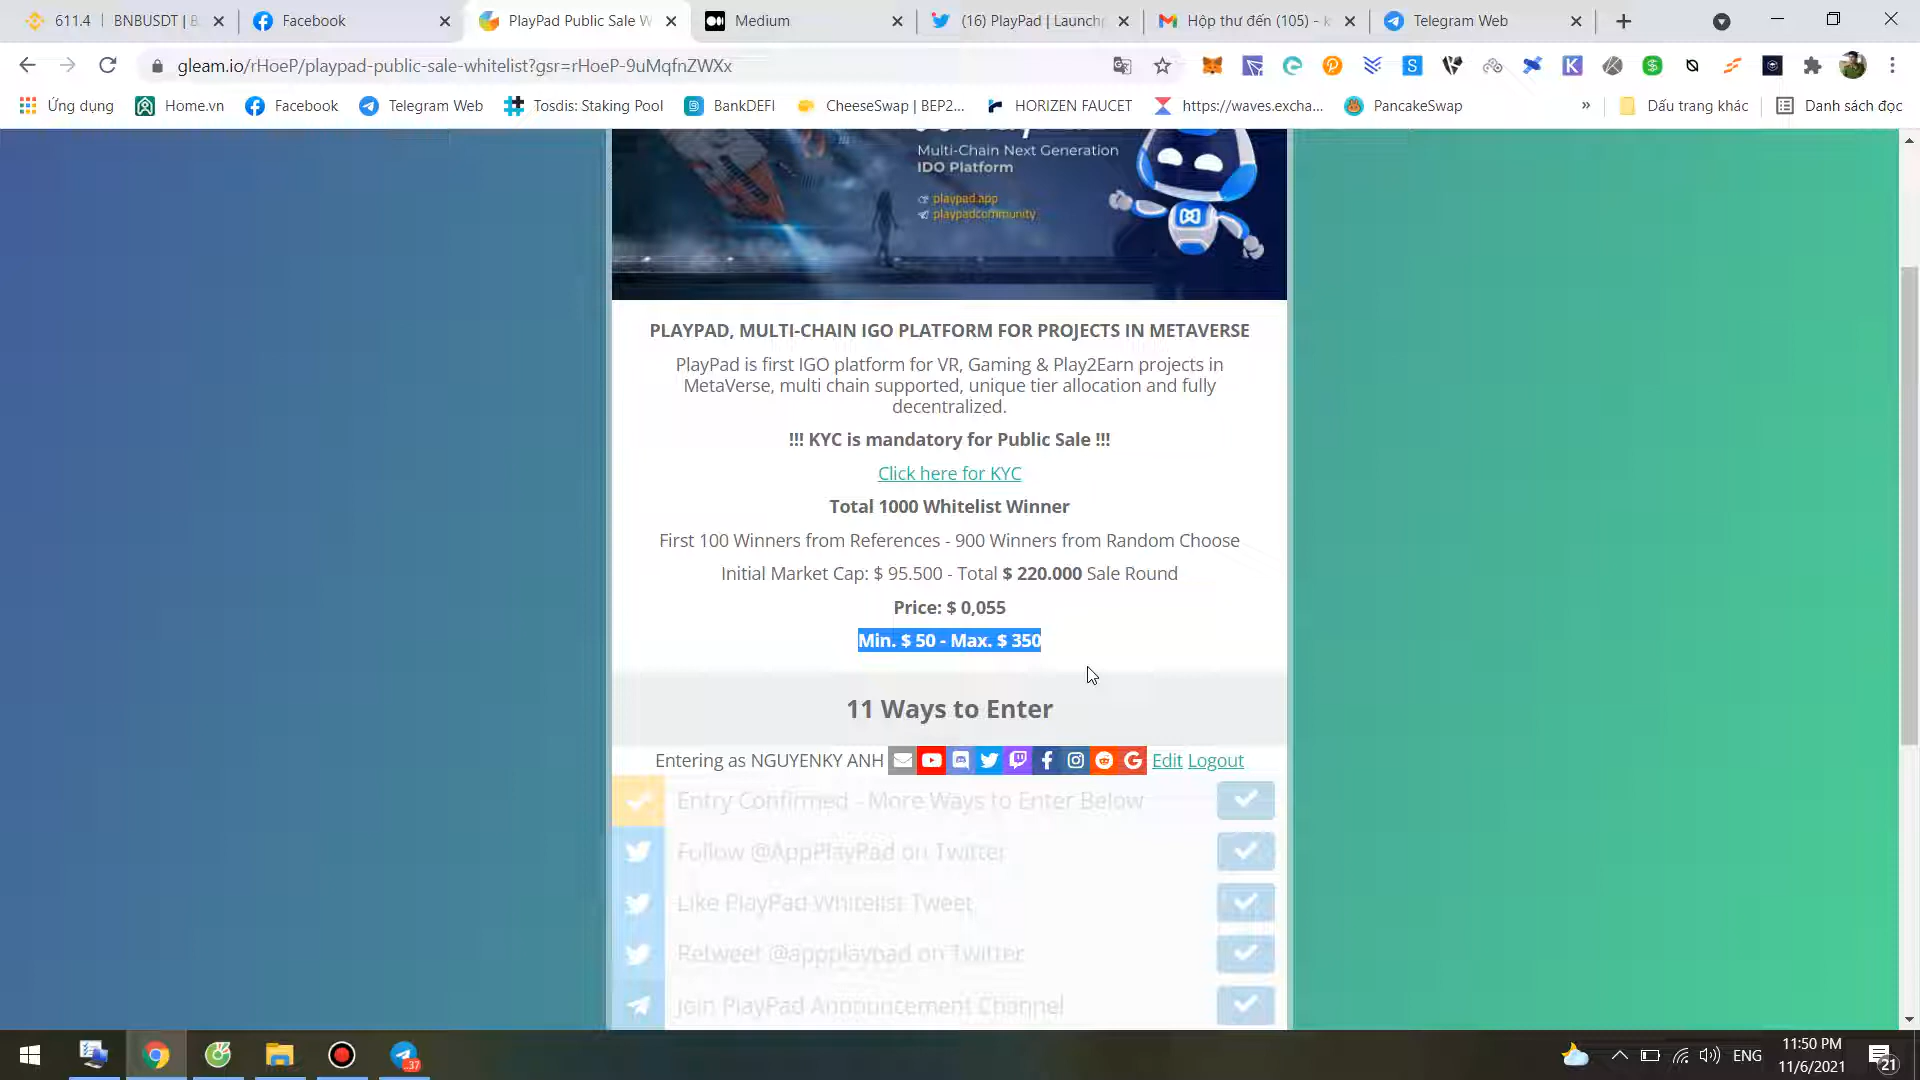 611.4 | BNBUSDT | B
Facebook
PlayPad Public Sale W
Medium
(16) PlayPad | Launchp
Hộp thư đến (105) - k
Telegram Web
gleam.io/rHoeP/playpad-public-sale-whitelist?gsr=rHoeP-9uMqfnZWXx
Ứng dụng
Home.vn
Facebook
Telegram Web
Tosdis: Staking Pool
BankDEFI
CheeseSwap | BEP2...
HORIZEN FAUCET
https://waves.excha...
PancakeSwap
»
Dấu trang khác
Danh sách đọc
Multi-Chain Next Generation
IDO Platform
playpad.app
playpadcommunity
PLAYPAD, MULTI-CHAIN IGO PLATFORM FOR PROJECTS IN METAVERSE
PlayPad is first IGO platform for VR, Gaming & Play2Earn projects in
MetaVerse, multi chain supported, unique tier allocation and fully
decentralized.
!!! KYC is mandatory for Public Sale !!!
Click here for KYC
Total 1000 Whitelist Winner
First 100 Winners from References - 900 Winners from Random Choose
Initial Market Cap: $ 95.500 - Total $ 220.000 Sale Round
Price: $ 0,055
Min. $ 50 - Max. $ 350
11 Ways to Enter
Entering as NGUYENKY ANH Edit Logout
Entry Confirmed - More Ways to Enter Below
Follow @AppPlayPad on Twitter
Like PlayPad Whitelist Tweet
Retweet @appplaypad on Twitter
Join PlayPad Announcement Channel
37
ENG
11:50 PM
11/6/2021
21